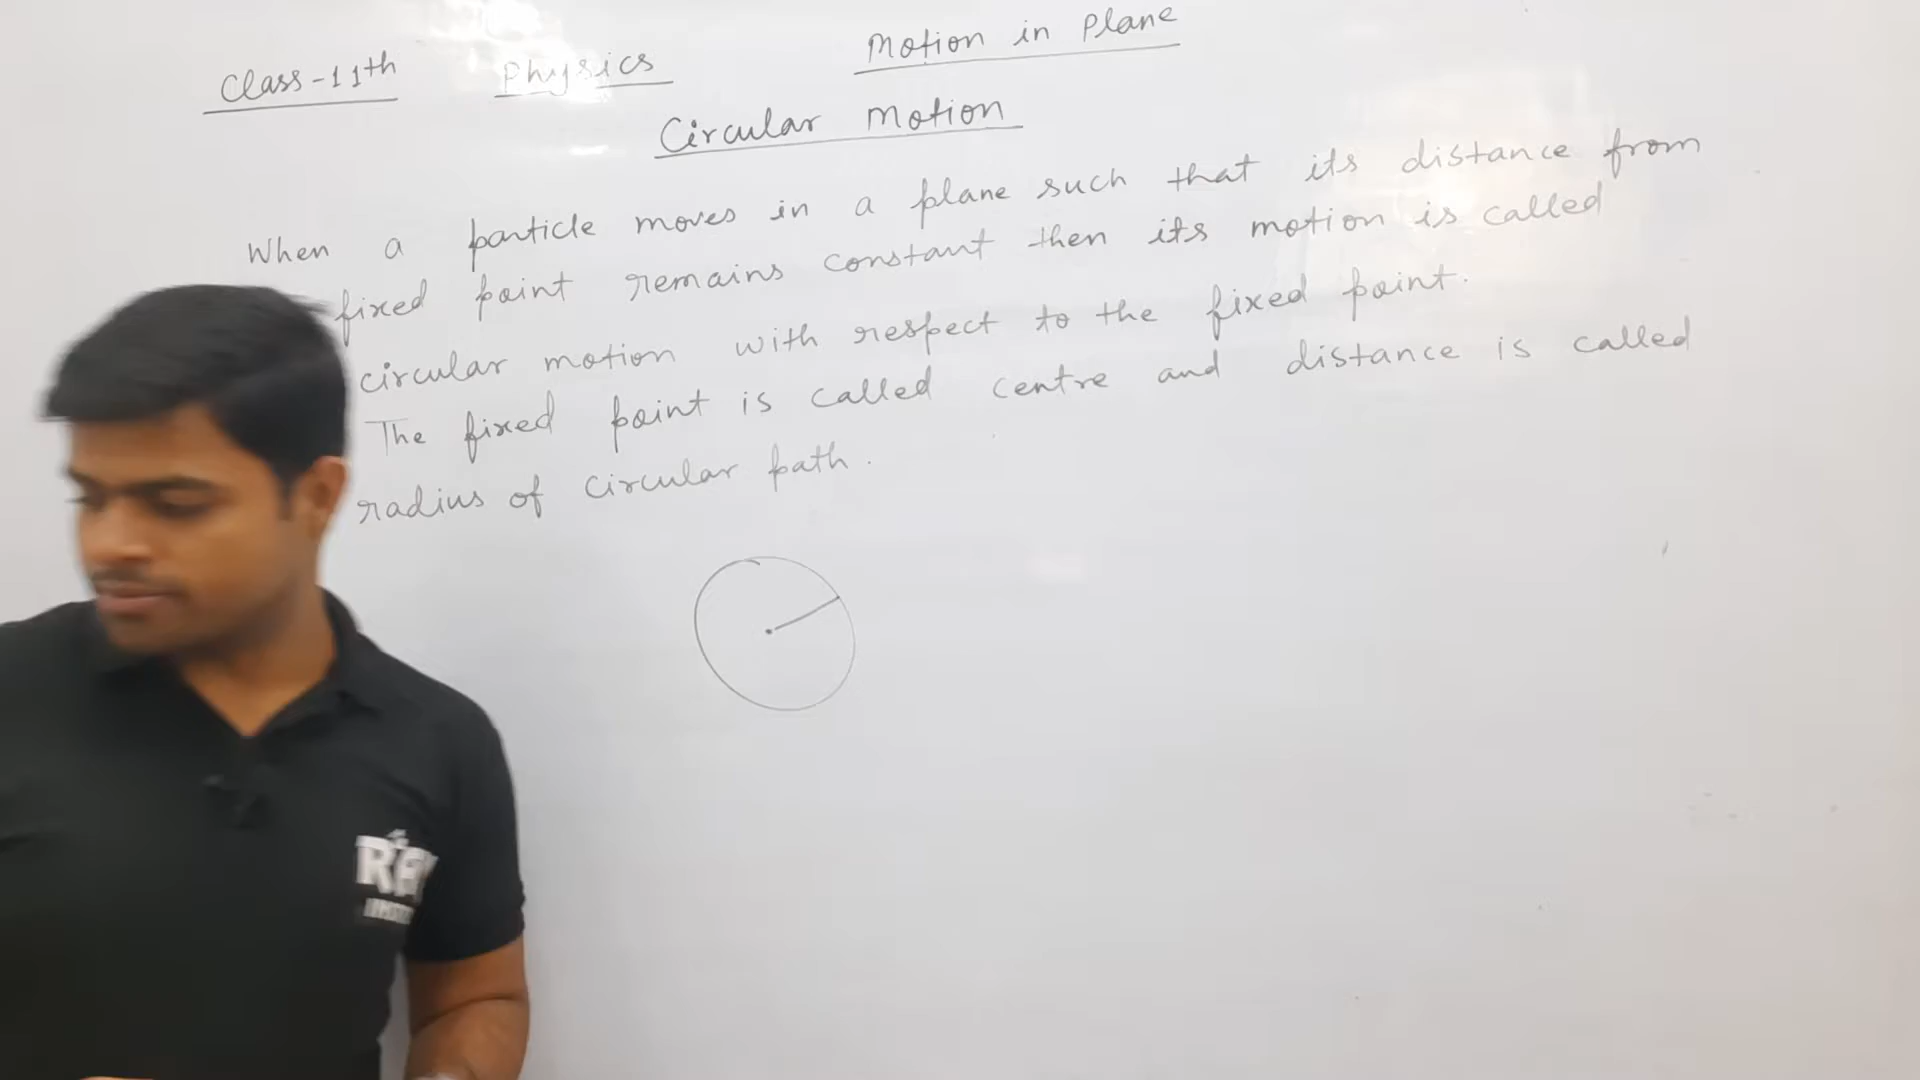 Class-11th Physics Motion in Plane
Circular Motion
When a particle moves in a plane such that its distance from
fixed point remains constant then its motion is called
circular motion with respect to the fixed point.
The fixed point is called centre and distance is called
radius of circular path.